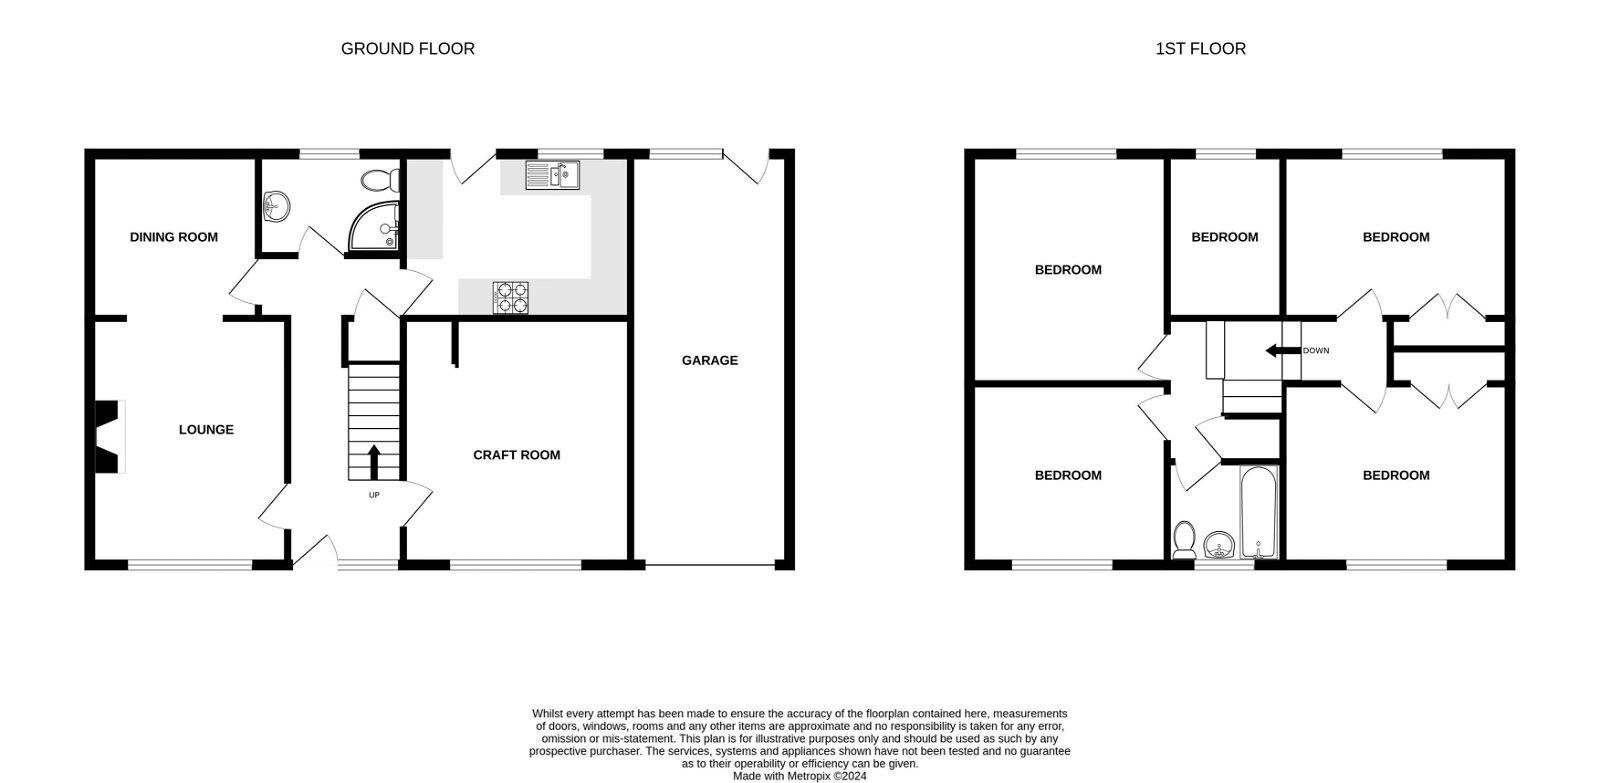 GROUND FLOOR
1ST FLOOR
DINING ROOM
BEDROOM
BEDROOM
BEDROOM
DOWN
GARAGE
LOUNGE
CRAFT ROOM
BEDROOM
BEDROOM
UP
Whilst every attempt has been made to ensure the accuracy of the floorplan contained here, measurements
of doors, windows, rooms and any other items are approximate and no responsibility is taken for any error,
omission or mis-statement. This plan is for illustrative purposes only and should be used as such by any
prospective purchaser. The services, systems and appliances shown have not been tested and no guarantee
as to their operability or efficiency can be given.
Made with Metropix ©2024